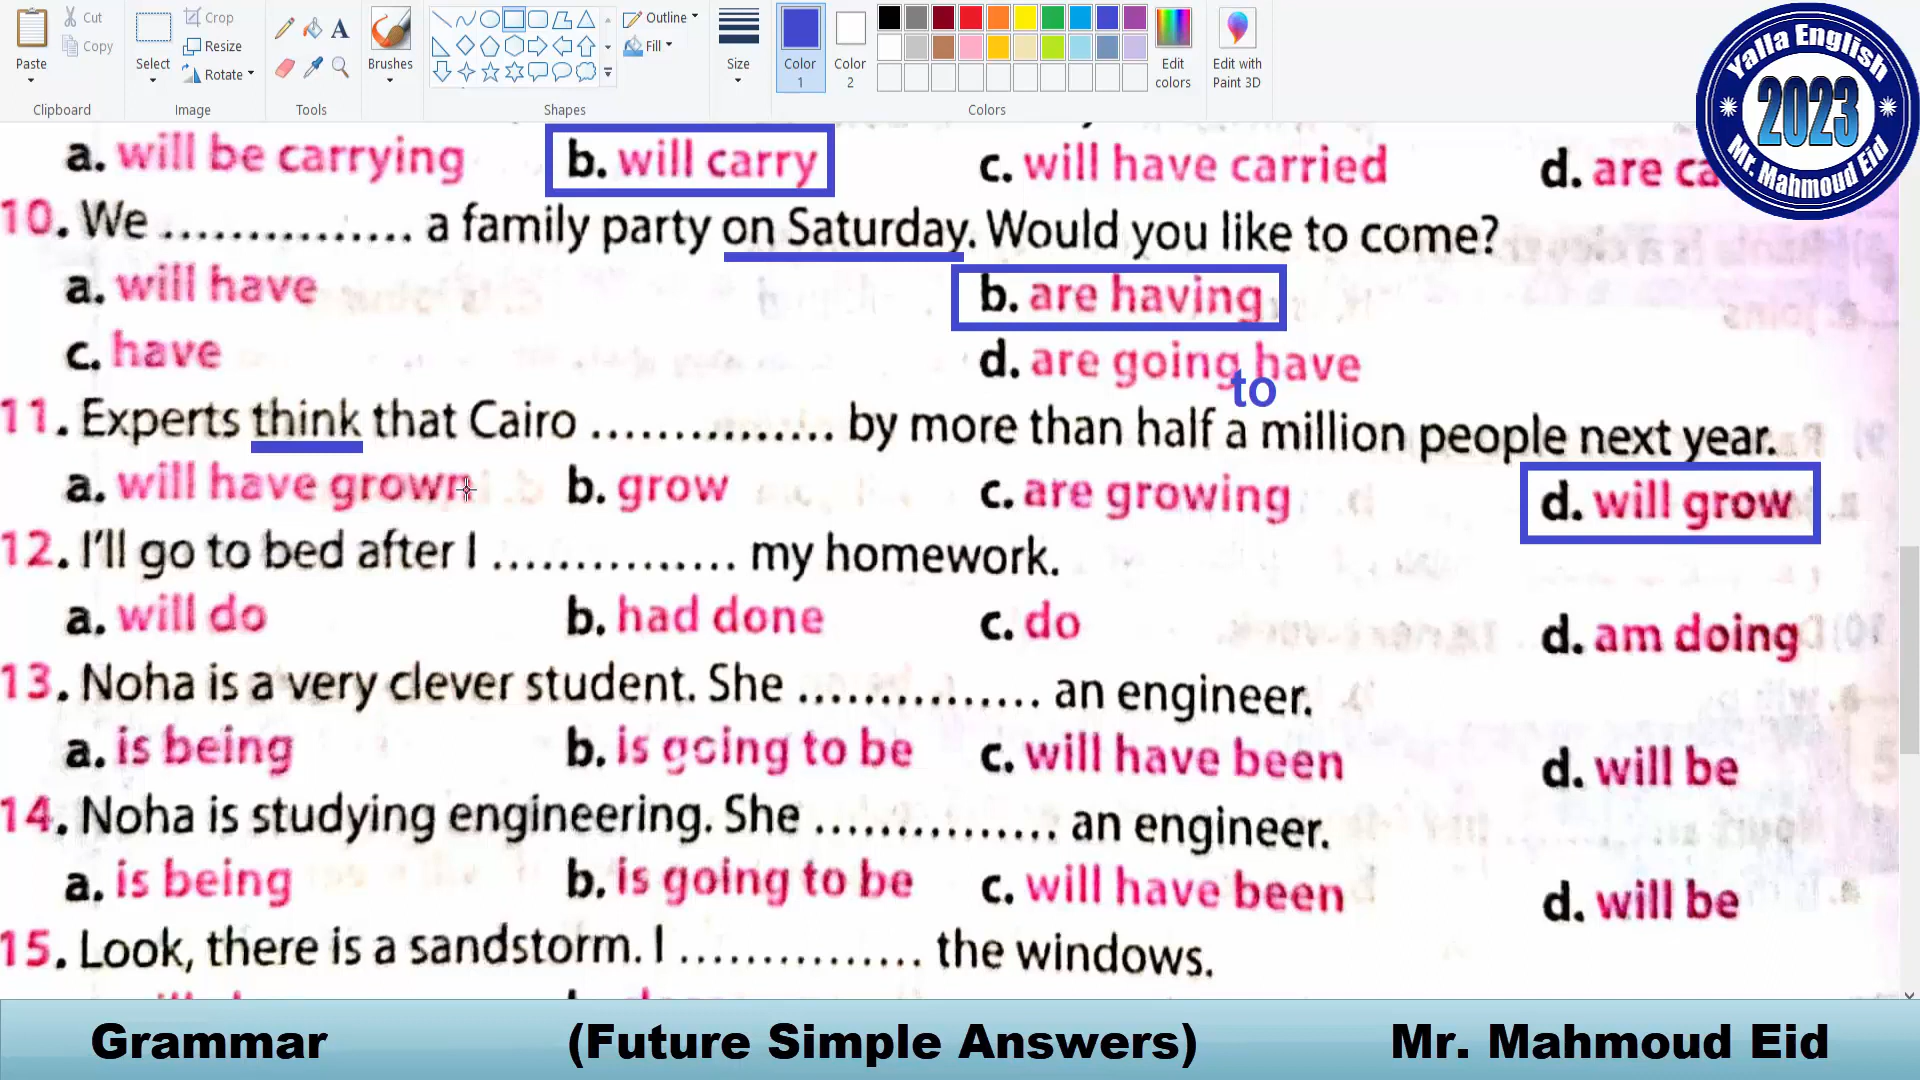 Paste
Cut
Copy
Clipboard
Select
Crop
Resize
Rotate
Image
A
Tools
Brushes
Shapes
Outline
Fill
Size
Color 1
Color 2
Edit colors
Edit with Paint 3D
Colors
Yalla English
2023
Mr. Mahmoud Eid
a. will be carrying b. will carry c. will have carried d. are ca
10. We ............... a family party on Saturday. Would you like to come?
a. will have b. are having
c. have d. are going have
to
11. Experts think that Cairo ............... by more than half a million people next year.
a. will have grown b. grow c. are growing d. will grow
12. I'll go to bed after I ............... my homework.
a. will do b. had done c. do d. am doing
13. Noha is a very clever student. She ............... an engineer.
a. is being b. is going to be c. will have been d. will be
14. Noha is studying engineering. She ............... an engineer.
a. is being b. is going to be c. will have been d. will be
15. Look, there is a sandstorm. I ............... the windows.
Grammar (Future Simple Answers) Mr. Mahmoud Eid